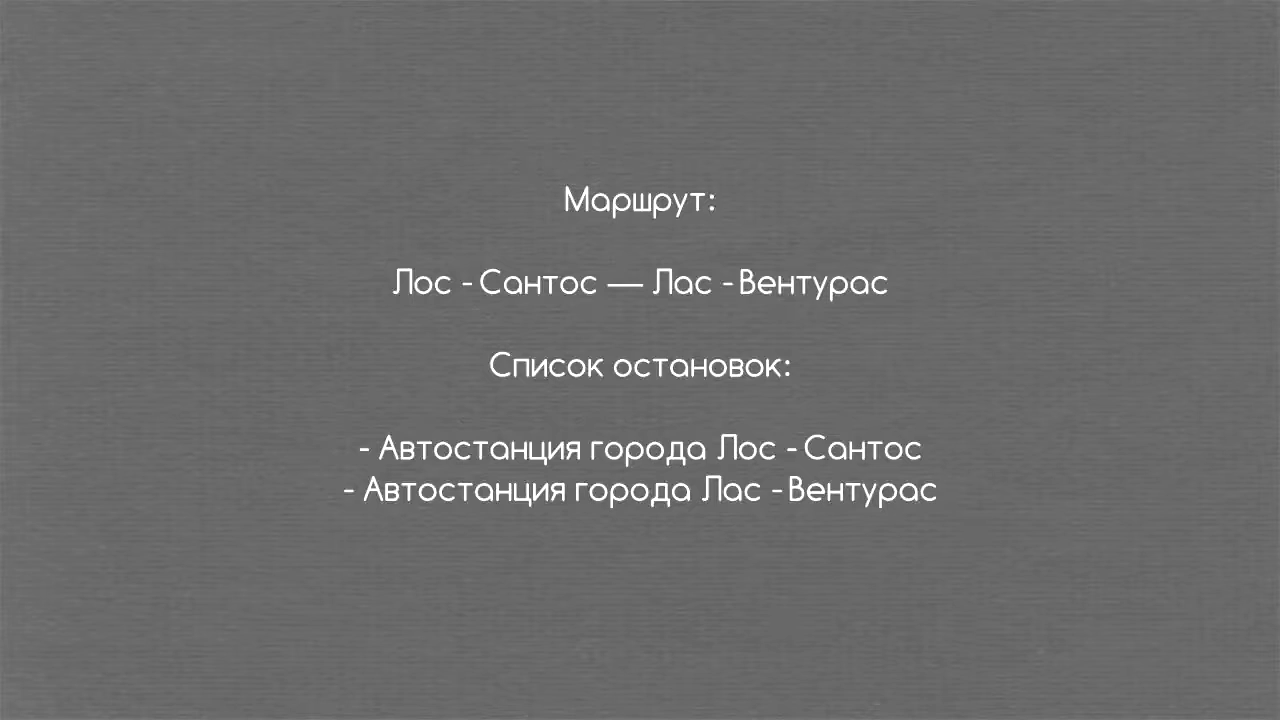 Маршрут:
Лос - Сантос — Лас - Вентурас
Список остановок:
- Автостанция города Лос - Сантос
- Автостанция города Лас - Вентурас